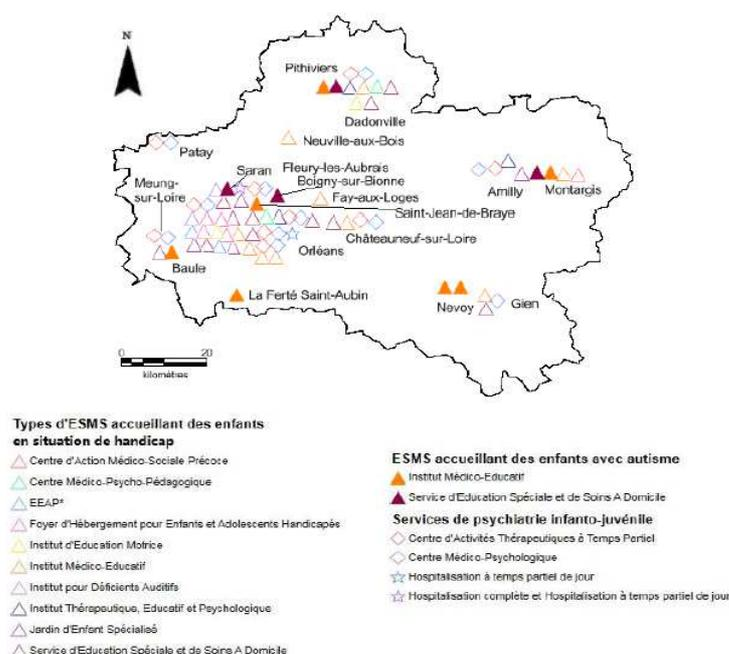 N
Pithiviers
Dadonville
Neuville-aux-Bois
Patay
Saran
Fleury-les-Aubrais
Boigny-sur-Bionne
Meung-
sur-Loire
Fay-aux-Loges
Amilly
Montargis
Saint-Jean-de-Braye
Châteauneuf-sur-Loire
Orléans
Baule
La Ferté Saint-Aubin
Nevoy
Gien
0 20
kilomètres
Types d'ESMS accueillant des enfants
en situation de handicap
Centre d'Action Médico-Sociale Précoce
Centre Médico-Psycho-Pédagogique
EEAP*
Foyer d'Hébergement pour Enfants et Adolescents Handicapés
Institut d'Education Motrice
Institut Médico-Educatif
Institut pour Déficients Auditifs
Institut Thérapeutique, Educatif et Psychologique
Jardin d'Enfant Spécialisé
Service d'Education Spéciale et de Soins A Domicile
ESMS accueillant des enfants avec autisme
Institut Médico-Educatif
Service d'Education Spéciale et de Soins A Domicile
Services de psychiatrie infanto-juvénile
Centre d'Activités Thérapeutiques à Temps Partiel
Centre Médico-Psychologique
Hospitalisation à temps partiel de jour
Hospitalisation complète et Hospitalisation à temps partiel de jour